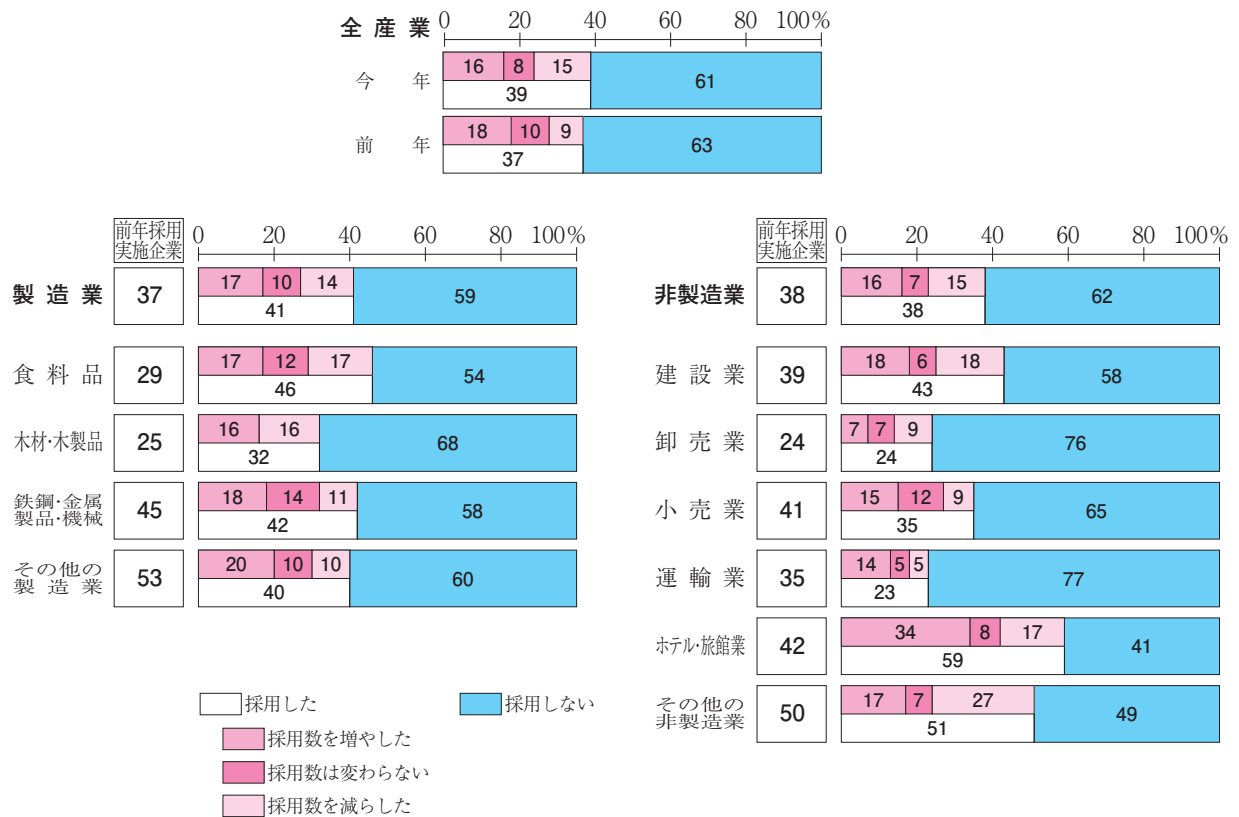 全産業 0 20 40 60 80 100%
今年 16 8 15 61
39
前年 18 10 9 63
37
前年採用
実施企業 0 20 40 60 100%
製造業 37 17 10 14 59
41
食料品 29 17 12 17 54
46
木材・木製品 25 16 16 68
32
鉄鋼・金属
製品・機械 45 18 14 11 58
42
その他の
製造業 53 20 10 10 60
40
前年採用
実施企業 0 20 40 60 100%
非製造業 38 16 7 15 62
38
建設業 39 18 6 18 58
43
卸売業 24 7 7 9 76
24
小売業 41 15 12 9 65
35
運輸業 35 14 5 5 77
23
ホテル・旅館業 42 34 8 17 41
59
その他の
非製造業 50 17 7 27 49
51
採用した 採用しない
採用数を増やした
採用数は変わらない
採用数を減らした